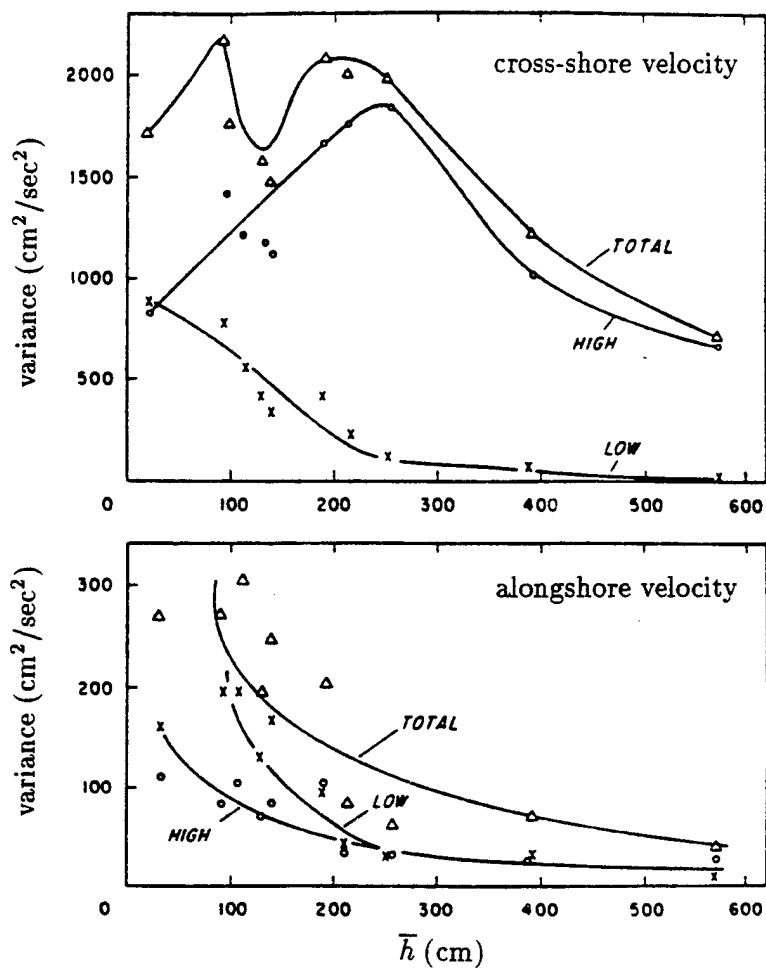 cross-shore velocity
variance (cm²/sec²)
2000
1500
1000
500
TOTAL
HIGH
LOW
0 100 200 300 400 500 600
alongshore velocity
variance (cm²/sec²)
300
200
100
TOTAL
LOW
HIGH
0 100 200 300 400 500 600
h̅ (cm)